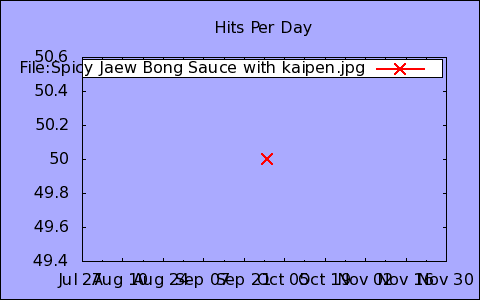 Hits Per Day
50.6
File:Spicy Jaew Bong Sauce with kaipen.jpg
50.4
50.2
50
49.8
49.6
49.4
Jul 27 Aug 10 Aug 24 Sep 07 Sep 21 Oct 05 Oct 19 Nov 02 Nov 16 Nov 30